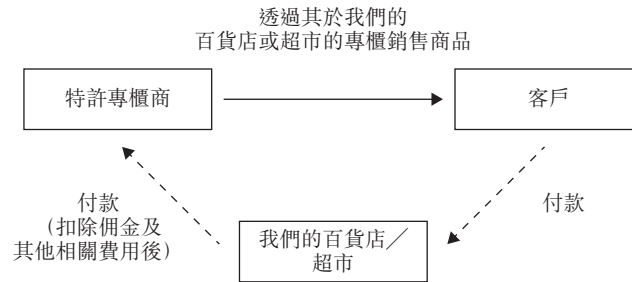 透過其於我們的
百貨店或超市的專櫃銷售商品
特許專櫃商
客戶
付款
（扣除佣金及
其他相關費用後）
付款
我們的百貨店／
超市